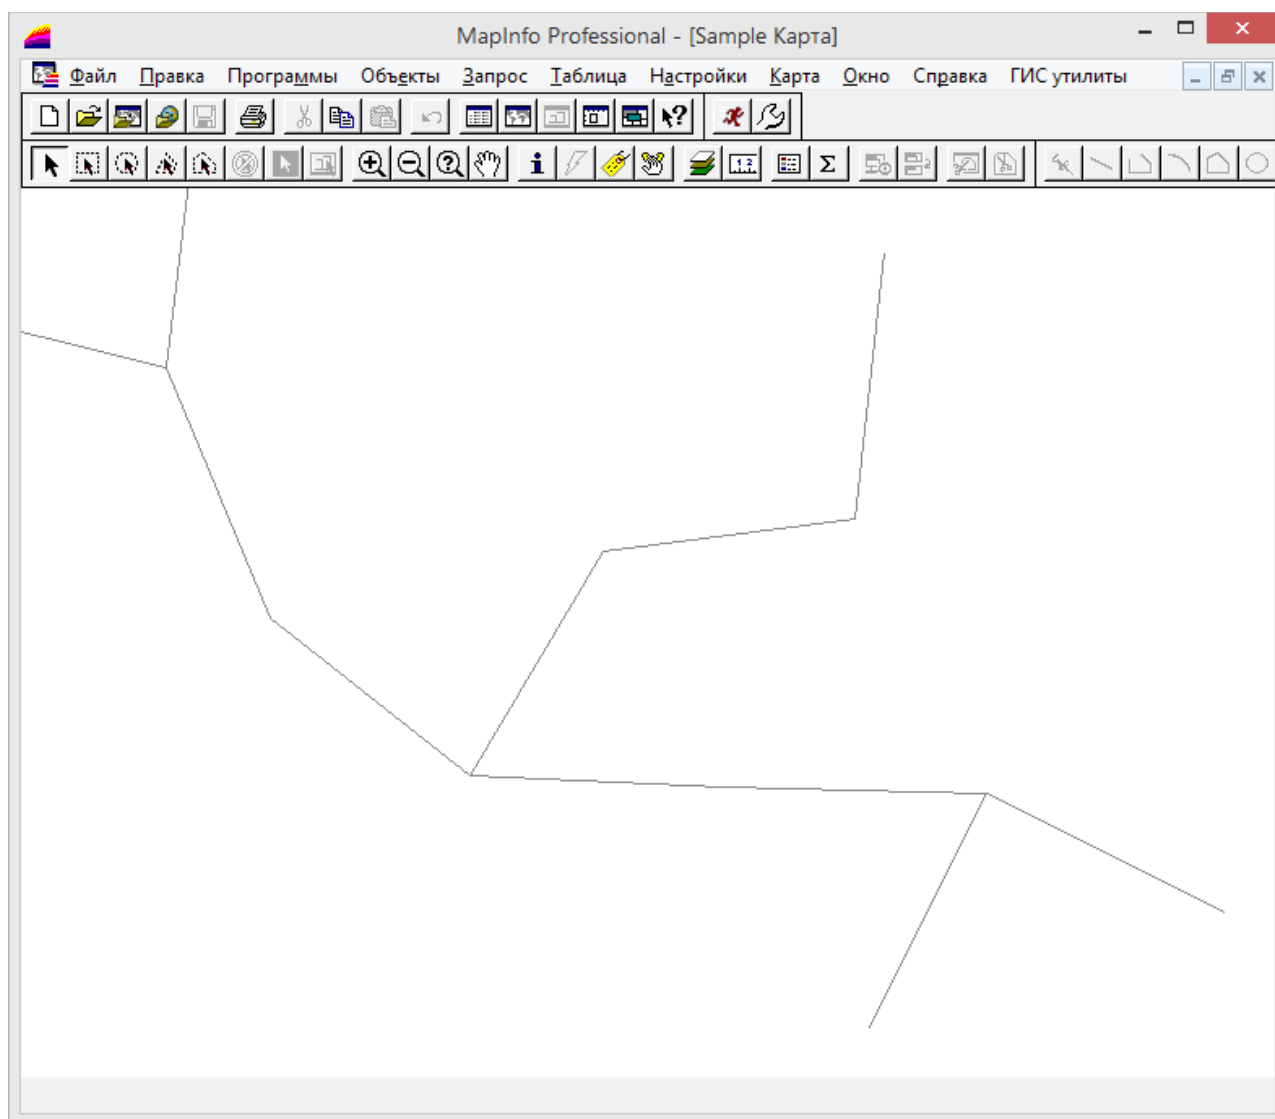 MapInfo Professional - [Sample Карта]
Файл Правка Программы Объекты Запрос Таблица Настройки Карта Окно Справка ГИС утилиты